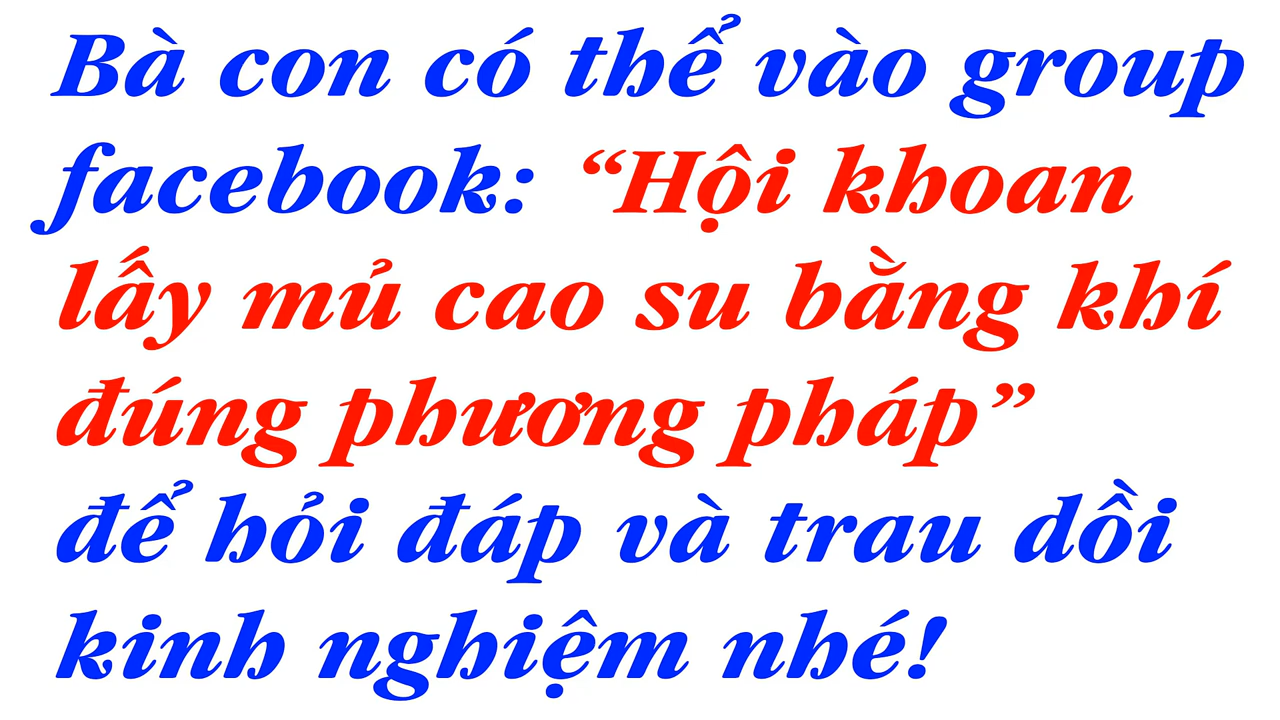 Bà con có thể vào group
facebook: “Hội khoan
lấy mủ cao su bằng khí
đúng phương pháp”
để hỏi đáp và trau dồi
kinh nghiệm nhé!